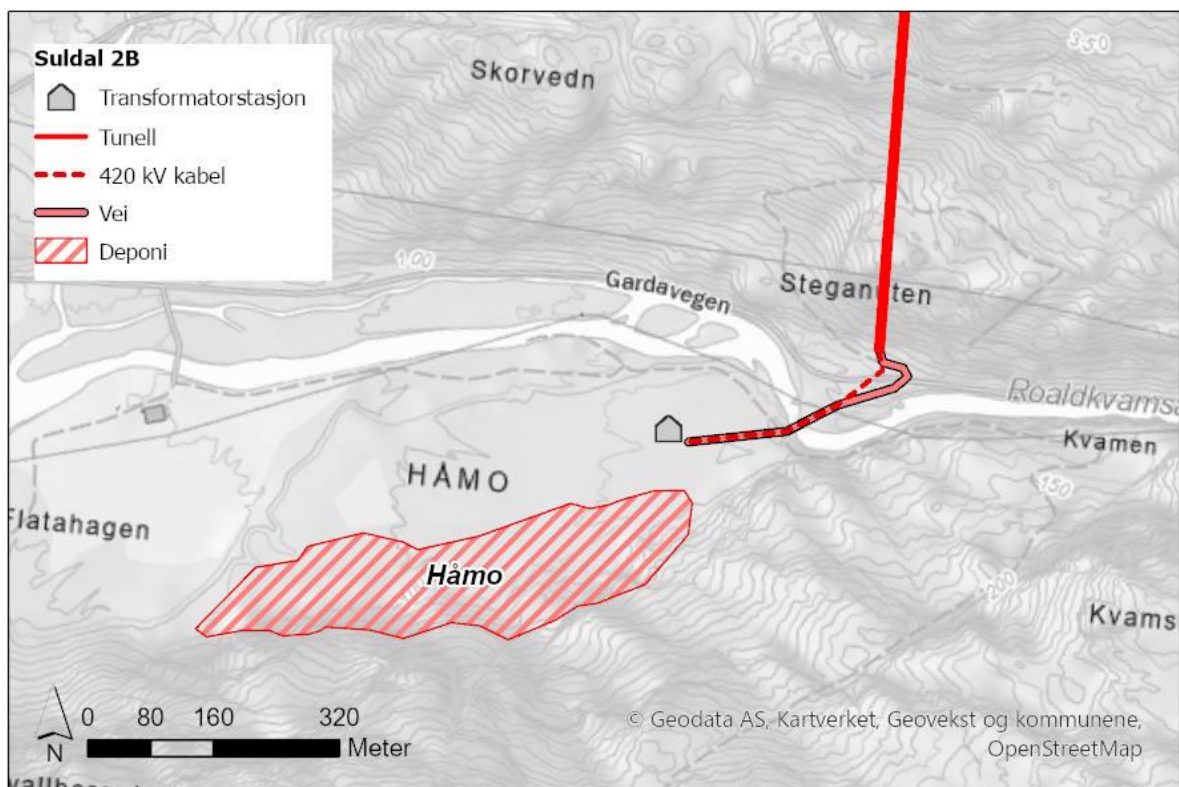 Suldal 2B
Transformatorstasjon
Tunell
420 kV kabel
Vei
Deponi
Skorvedn
350
100
Gardavegen
Steganuten
Roaldkvamså
Kvamen
HÅMO
150
Flatahagen
Håmo
200
Kvams
0 80 160 320
Meter
N
© Geodata AS, Kartverket, Geovekst og kommunene,
OpenStreetMap